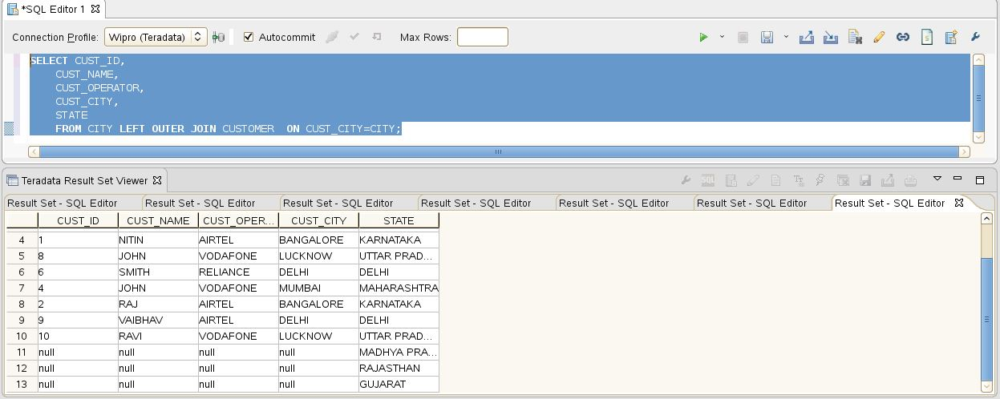 *SQL Editor 1
Connection Profile: Wipro (Teradata) Autocommit Max Rows:
SELECT CUST_ID,
CUST_NAME,
CUST_OPERATOR,
CUST_CITY,
STATE
FROM CITY LEFT OUTER JOIN CUSTOMER ON CUST_CITY=CITY;
Teradata Result Set Viewer
Result Set - SQL Editor Result Set - SQL Editor Result Set - SQL Editor Result Set - SQL Editor Result Set - SQL Editor Result Set - SQL Editor Result Set - SQL Editor
CUST_ID CUST_NAME CUST_OPER... CUST_CITY STATE
4 1 NITIN AIRTEL BANGALORE KARNATAKA
5 8 JOHN VODAFONE LUCKNOW UTTAR PRAD...
6 6 SMITH RELIANCE DELHI DELHI
7 4 JOHN VODAFONE MUMBAI MAHARASHTRA
8 2 RAJ AIRTEL BANGALORE KARNATAKA
9 9 VAIBHAV AIRTEL DELHI DELHI
10 10 RAVI VODAFONE LUCKNOW UTTAR PRAD...
11 null null null null MADHYA PRA...
12 null null null null RAJASTHAN
13 null null null null GUJARAT